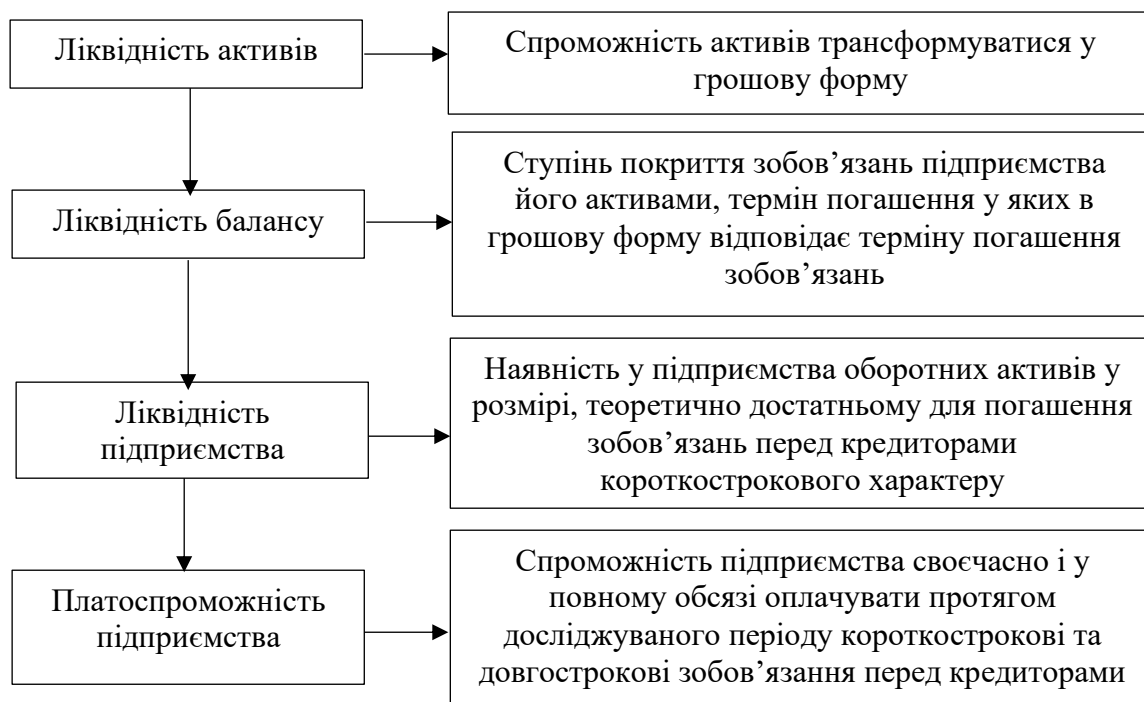 Ліквідність активів
Спроможність активів трансформуватися у
грошову форму
Ліквідність балансу
Ступінь покриття зобов’язань підприємства
його активами, термін погашення у яких в
грошову форму відповідає терміну погашення
зобов’язань
Ліквідність
підприємства
Наявність у підприємства оборотних активів у
розмірі, теоретично достатньому для погашення
зобов’язань перед кредиторами
короткострокового характеру
Платоспроможність
підприємства
Спроможність підприємства своєчасно і у
повному обсязі оплачувати протягом
досліджуваного періоду короткострокові та
довгострокові зобов’язання перед кредиторами